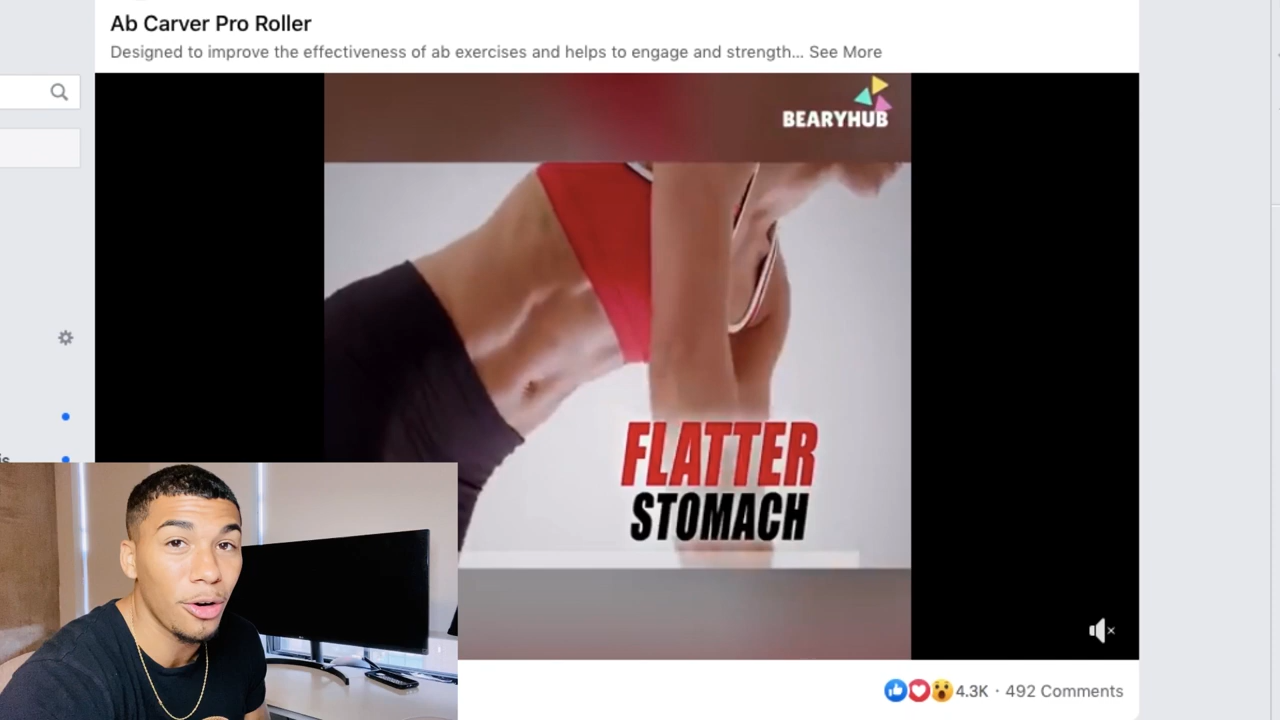 Ab Carver Pro Roller
Designed to improve the effectiveness of ab exercises and helps to engage and strength... See More
BEARYHUB
FLATTER
STOMACH
4.3K · 492 Comments